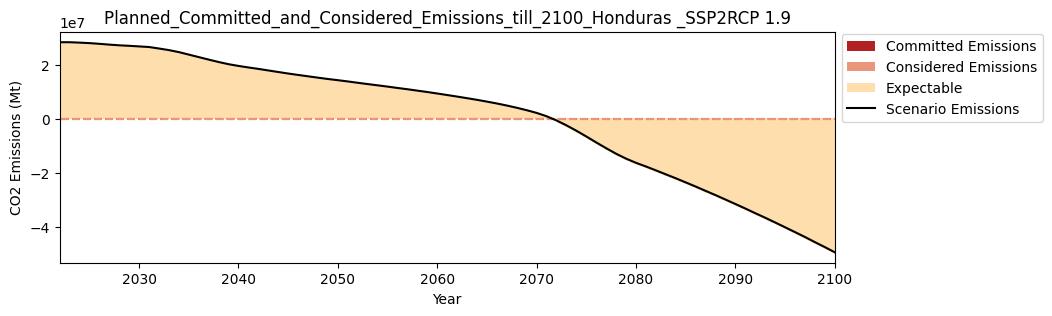 Planned_Committed_and_Considered_Emissions_till_2100_Honduras _SSP2RCP 1.9
1e7
Committed Emissions
Considered Emissions
Expectable
Scenario Emissions
CO2 Emissions (Mt)
2
0
−2
−4
2030 2040 2050 2060 2070 2080 2090 2100
Year